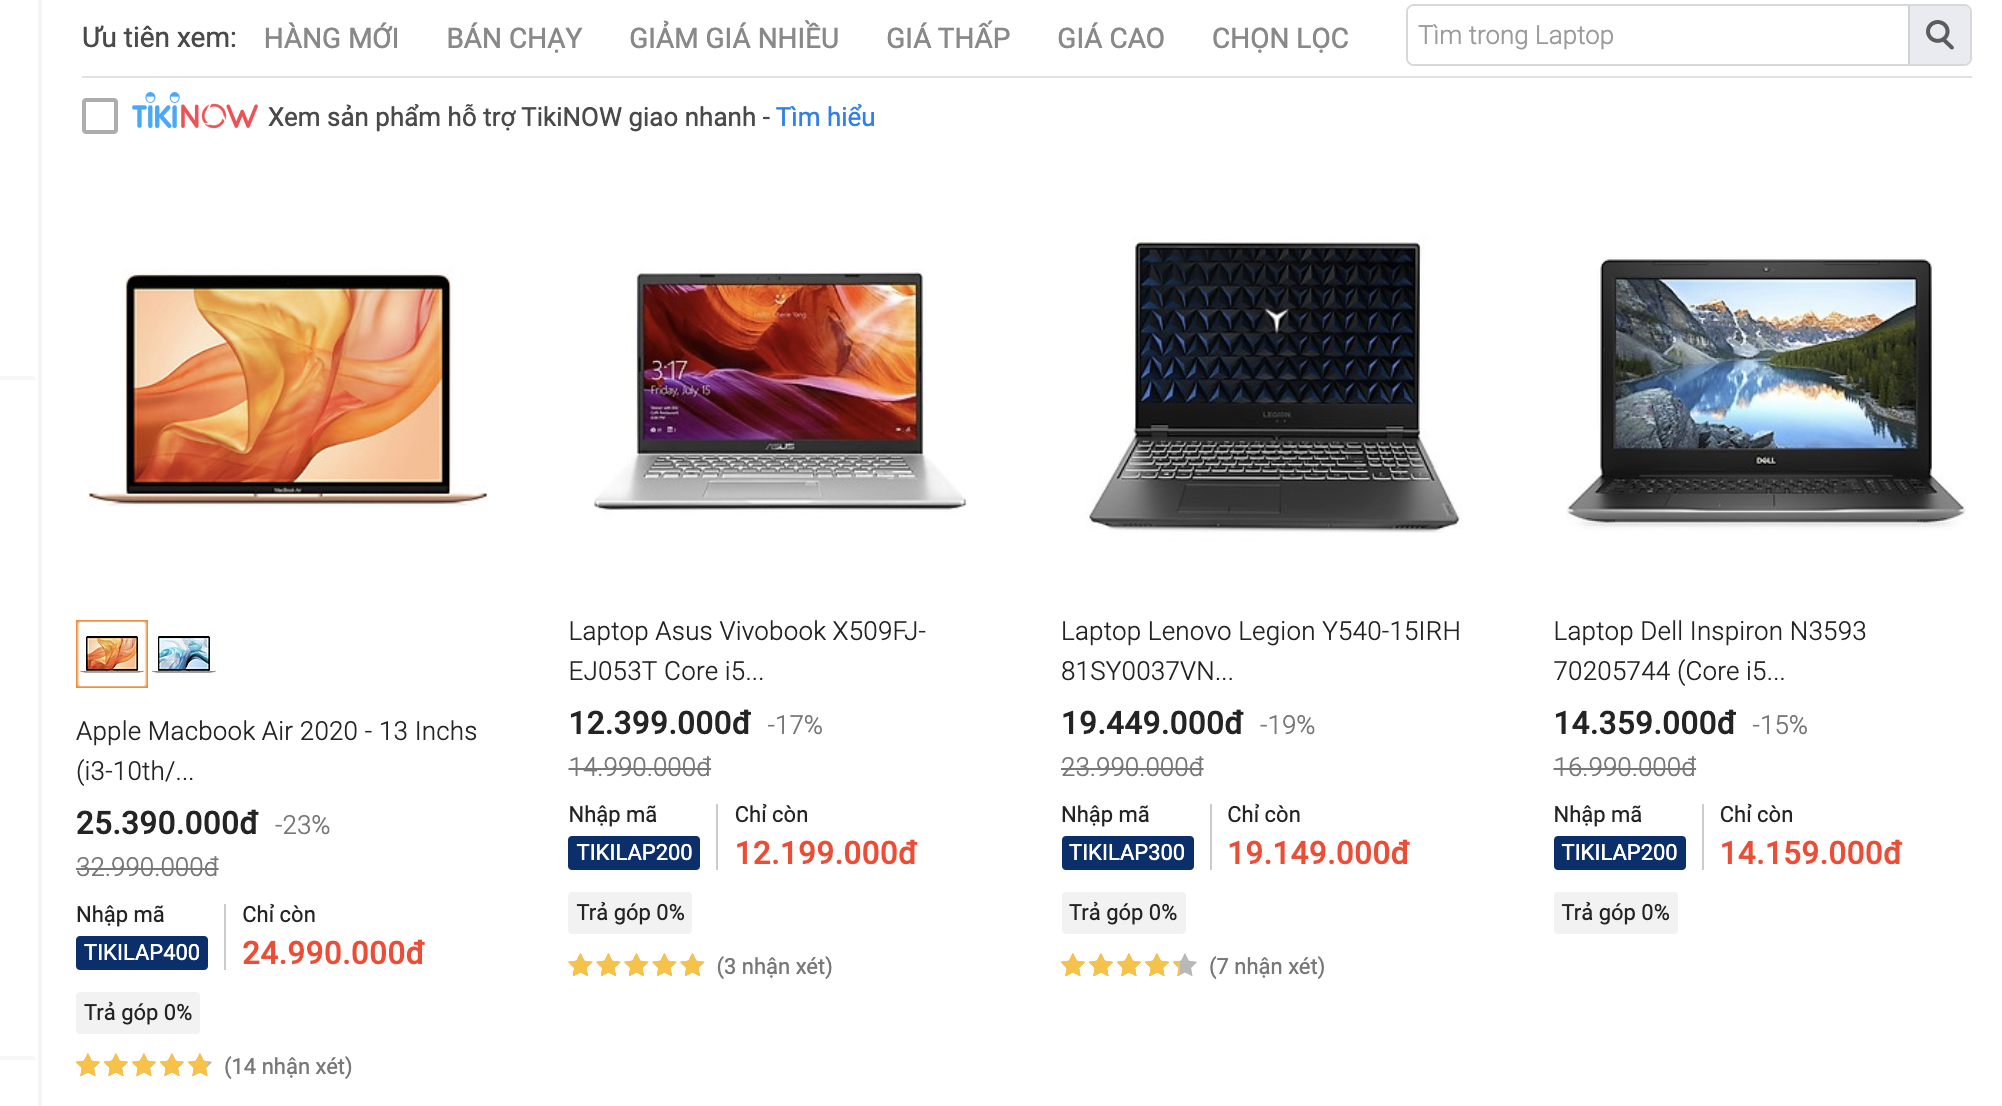 Ưu tiên xem: HÀNG MỚI BÁN CHẠY GIẢM GIÁ NHIỀU GIÁ THẤP GIÁ CAO CHỌN LỌC Tìm trong Laptop
TIKINOW Xem sản phẩm hỗ trợ TikiNOW giao nhanh - Tìm hiểu
MacBook Air
3:17
Friday, July 15
ASUS
LEGION
DELL
Apple Macbook Air 2020 - 13 Inchs
(i3-10th/...
25.390.000đ -23%
32.990.000đ
Nhập mã Chỉ còn
TIKILAP400 24.990.000đ
Trả góp 0%
(14 nhận xét)
Laptop Asus Vivobook X509FJ-
EJ053T Core i5...
12.399.000đ -17%
14.990.000đ
Nhập mã Chỉ còn
TIKILAP200 12.199.000đ
Trả góp 0%
(3 nhận xét)
Laptop Lenovo Legion Y540-15IRH
81SY0037VN...
19.449.000đ -19%
23.990.000đ
Nhập mã Chỉ còn
TIKILAP300 19.149.000đ
Trả góp 0%
(7 nhận xét)
Laptop Dell Inspiron N3593
70205744 (Core i5...
14.359.000đ -15%
16.990.000đ
Nhập mã Chỉ còn
TIKILAP200 14.159.000đ
Trả góp 0%